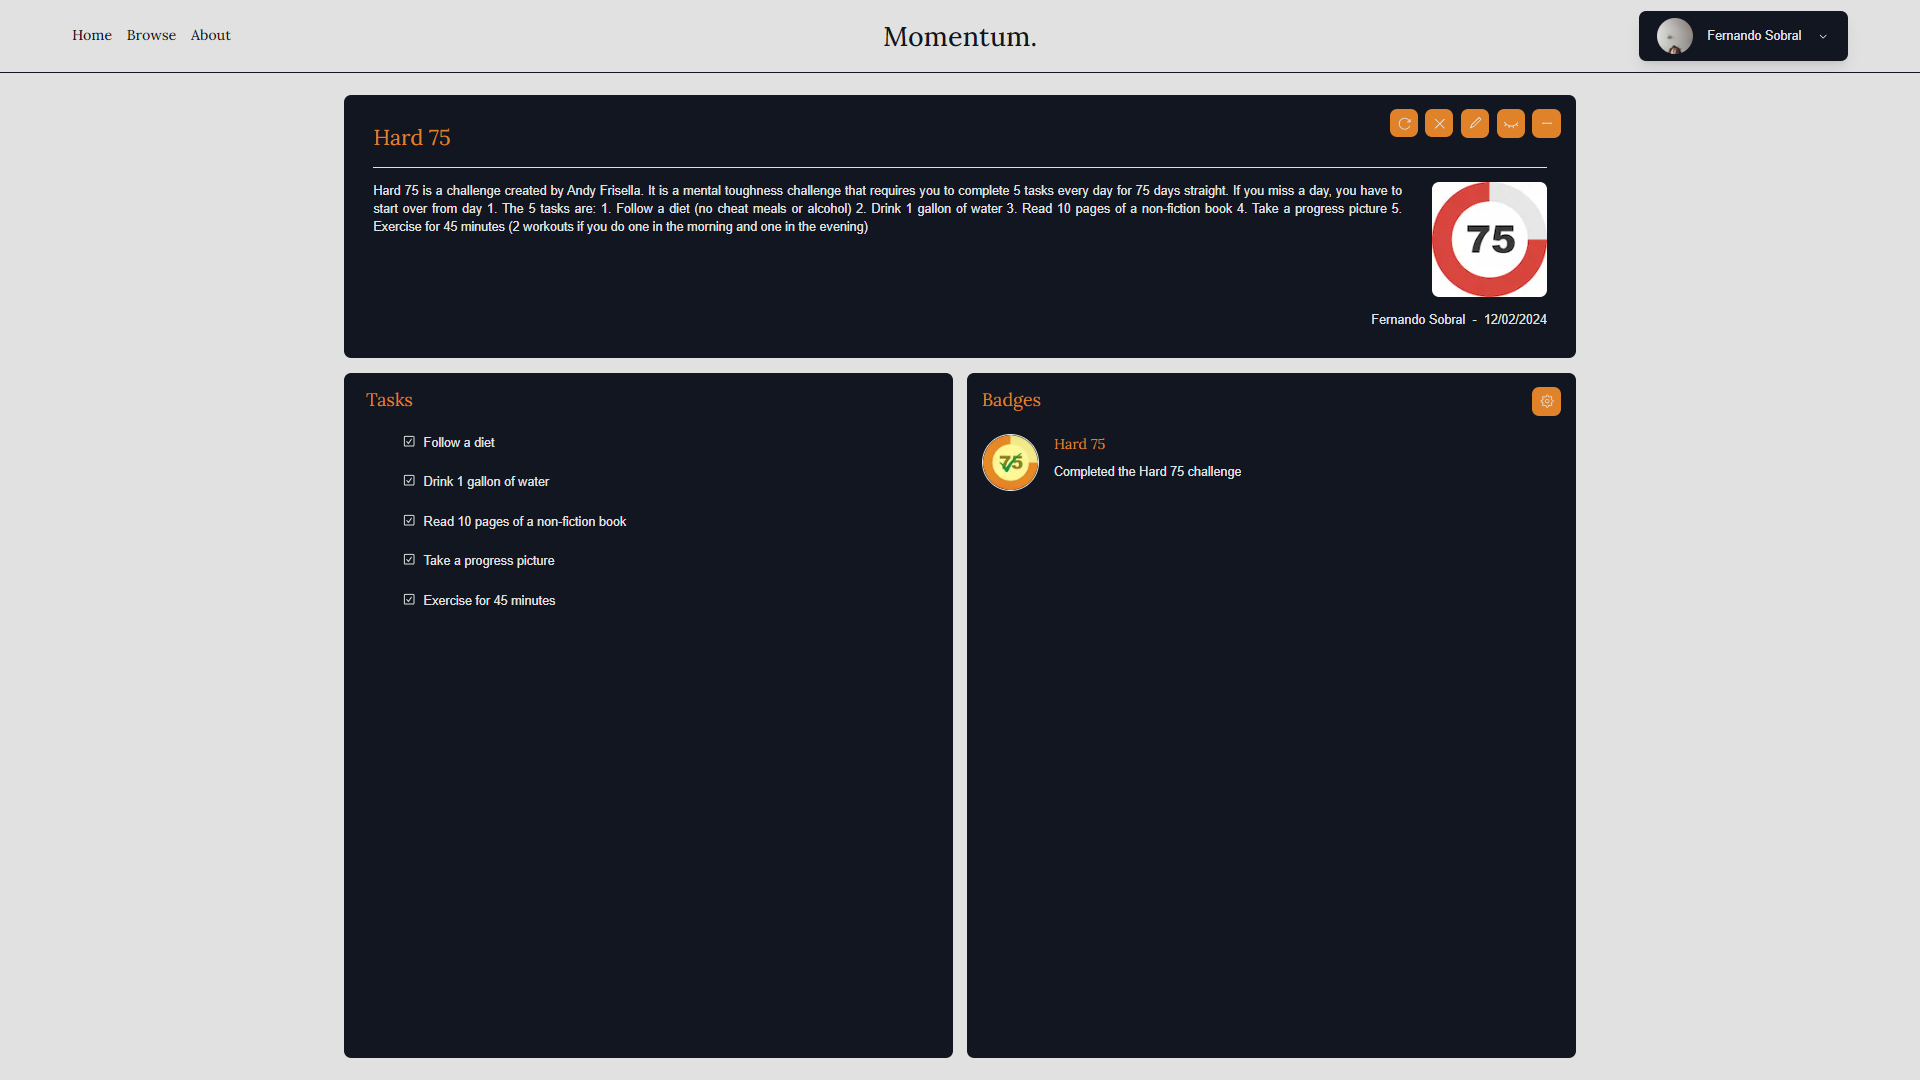 Home Browse About
Momentum.
Fernando Sobral
Hard 75
Hard 75 is a challenge created by Andy Frisella. It is a mental toughness challenge that requires you to complete 5 tasks every day for 75 days straight. If you miss a day, you have to
start over from day 1. The 5 tasks are: 1. Follow a diet (no cheat meals or alcohol) 2. Drink 1 gallon of water 3. Read 10 pages of a non-fiction book 4. Take a progress picture 5.
Exercise for 45 minutes (2 workouts if you do one in the morning and one in the evening)
75
Fernando Sobral - 12/02/2024
Tasks
Follow a diet
Drink 1 gallon of water
Read 10 pages of a non-fiction book
Take a progress picture
Exercise for 45 minutes
Badges
75
Hard 75
Completed the Hard 75 challenge